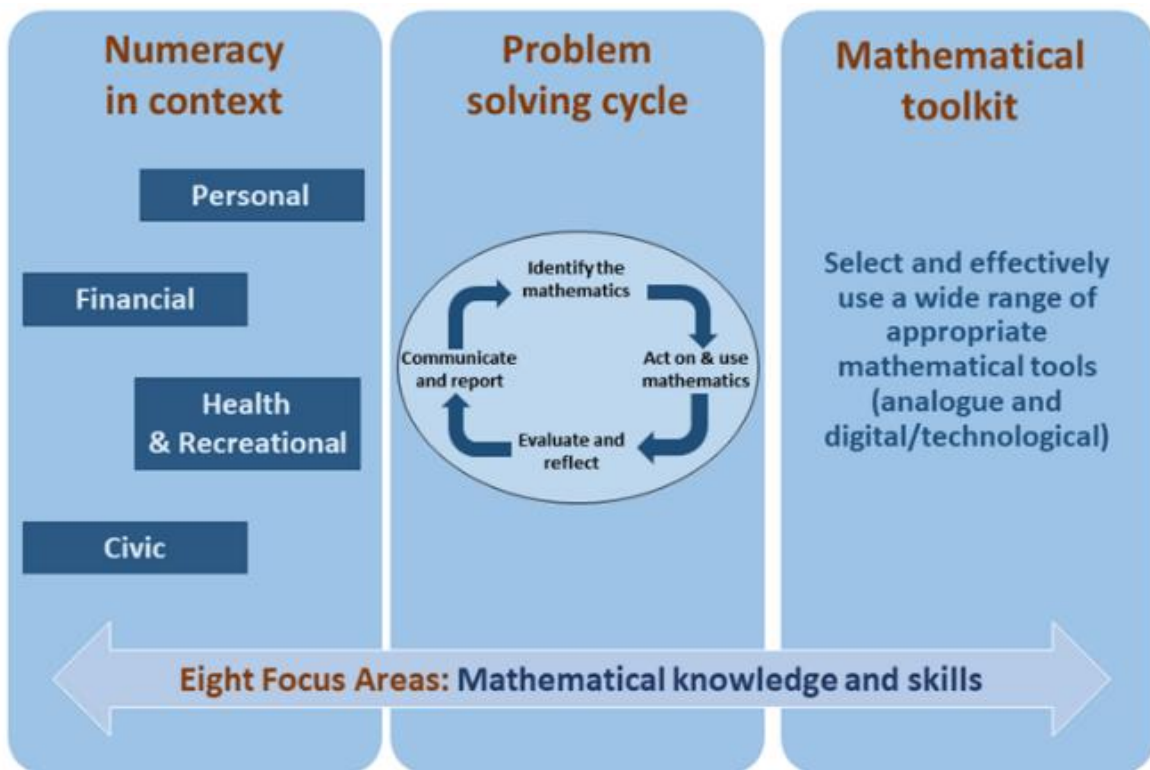 Numeracy
in context
Personal
Financial
Health
& Recreational
Civic
Problem
solving cycle
Identify the
mathematics
Act on & use
mathematics
Evaluate and
reflect
Communicate
and report
Mathematical
toolkit
Select and effectively
use a wide range of
appropriate
mathematical tools
(analogue and
digital/technological)
Eight Focus Areas: Mathematical knowledge and skills